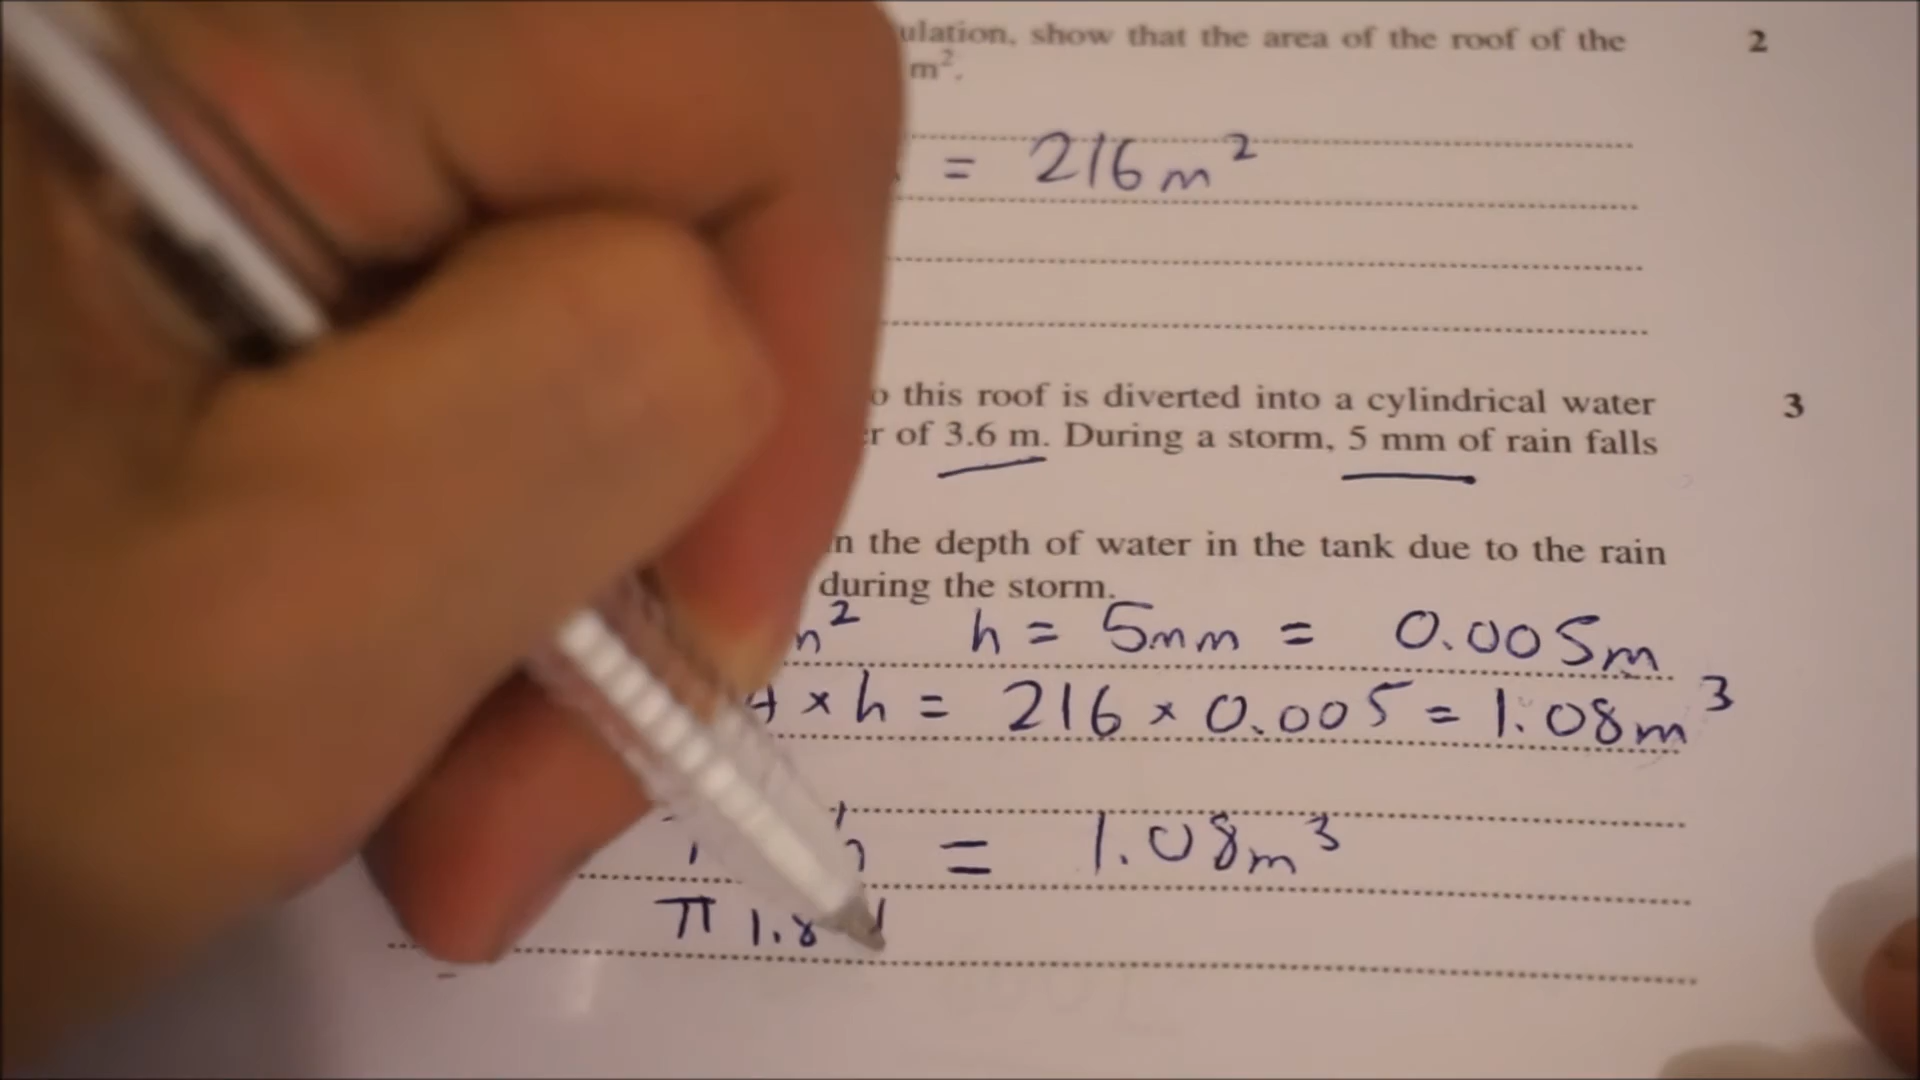 show that the area of the roof of the 2
m².
= 216 m²
this roof is diverted into a cylindrical water 3
of 3.6 m. During a storm, 5 mm of rain falls
the depth of water in the tank due to the rain
during the storm.
h = 5mm = 0.005m
× h = 216 × 0.005 = 1.08m³
= 1.08m³
π 1.8